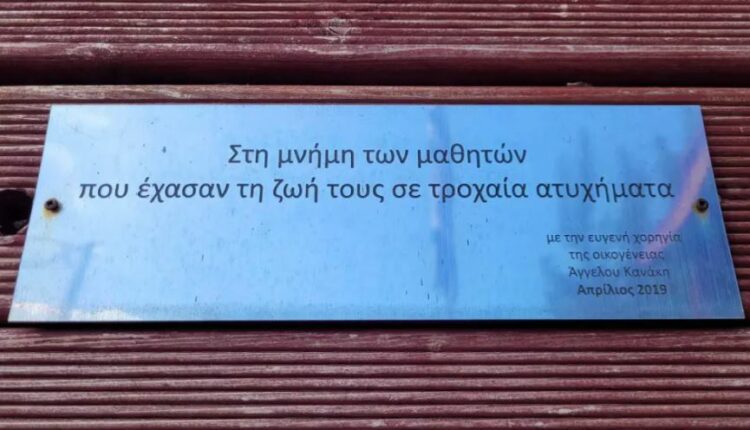 Στη μνήμη των μαθητών
που έχασαν τη ζωή τους σε τροχαία ατυχήματα
με την ευγενή χορηγία
της οικογένειας
Άγγελου Κανάκη
Απρίλιος 2019